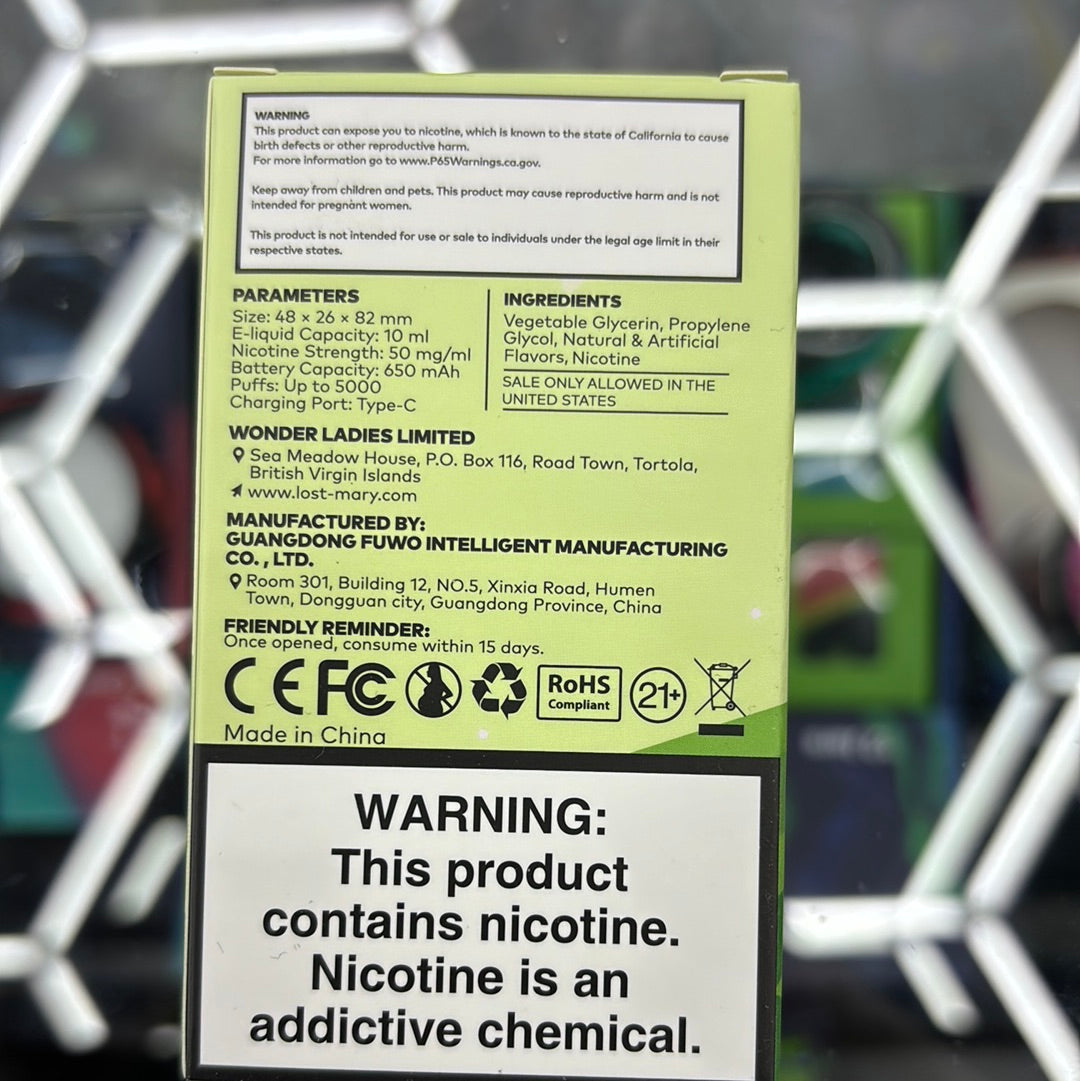 WARNING
This product can expose you to nicotine, which is known to the state of California to cause
birth defects or other reproductive harm.
For more information go to www.P65Warnings.ca.gov.
Keep away from children and pets. This product may cause reproductive harm and is not
intended for pregnant women.
This product is not intended for use or sale to individuals under the legal age limit in their
respective states.
PARAMETERS
Size: 48 × 26 × 82 mm
E-liquid Capacity: 10 ml
Nicotine Strength: 50 mg/ml
Battery Capacity: 650 mAh
Puffs: Up to 5000
Charging Port: Type-C
INGREDIENTS
Vegetable Glycerin, Propylene
Glycol, Natural & Artificial
Flavors, Nicotine
SALE ONLY ALLOWED IN THE
UNITED STATES
WONDER LADIES LIMITED
Sea Meadow House, P.O. Box 116, Road Town, Tortola,
British Virgin Islands
www.lost-mary.com
MANUFACTURED BY:
GUANGDONG FUWO INTELLIGENT MANUFACTURING
CO. , LTD.
Room 301, Building 12, NO.5, Xinxia Road, Humen
Town, Dongguan city, Guangdong Province, China
FRIENDLY REMINDER:
Once opened, consume within 15 days.
CE FC RoHS 21+
Compliant
Made in China
WARNING:
This product
contains nicotine.
Nicotine is an
addictive chemical.